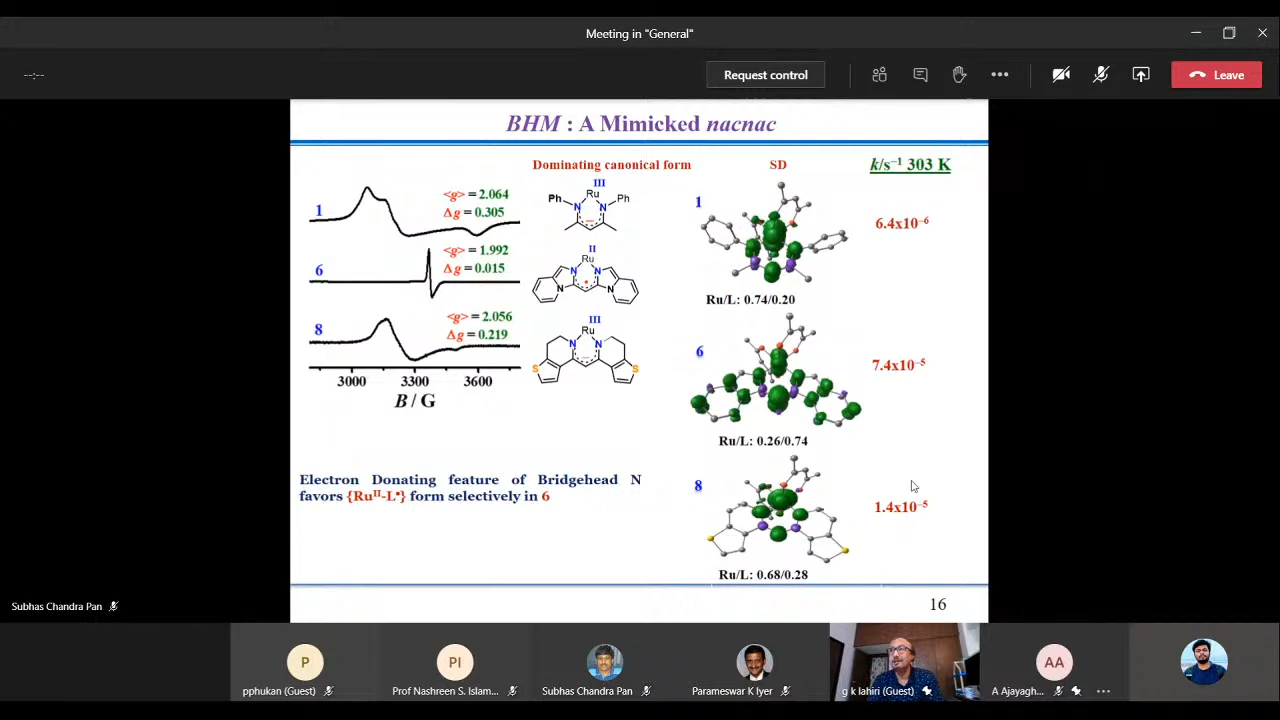 Meeting in "General"
--:--
Request control
Leave
BHM : A Mimicked nacnac
Dominating canonical form
SD
k/s⁻¹ 303 K
1
<g> = 2.064
Δg = 0.305
III
Ru
Ph
N
N
Ph
1
6.4x10⁻⁶
Ru/L: 0.74/0.20
6
<g> = 1.992
Δg = 0.015
II
Ru
N
N
N
N
6
7.4x10⁻⁵
Ru/L: 0.26/0.74
8
<g> = 2.056
Δg = 0.219
III
Ru
N
N
S
S
3000
3300
3600
B / G
8
1.4x10⁻⁵
Ru/L: 0.68/0.28
Electron Donating feature of Bridgehead N
favors {Ruᴵᴵ-L•} form selectively in 6
16
Subhas Chandra Pan
P
pphukan (Guest)
PI
Prof Nashreen S. Islam...
Subhas Chandra Pan
Parameswar K Iyer
g k lahiri (Guest)
AA
A Ajayagh...